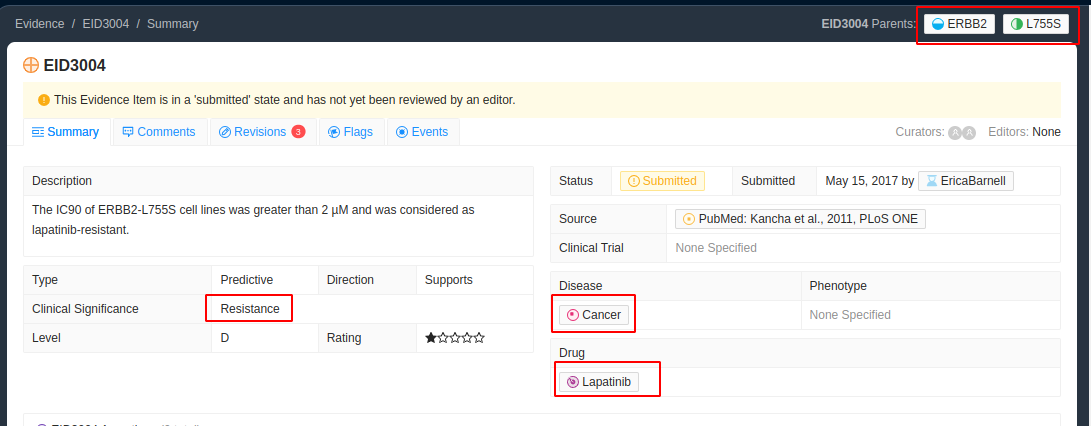 Evidence / EID3004 / Summary EID3004 Parents: ERBB2 L755S
EID3004
This Evidence Item is in a 'submitted' state and has not yet been reviewed by an editor.
Summary Comments Revisions 3 Flags Events Curators: Editors: None
Description
The IC90 of ERBB2-L755S cell lines was greater than 2 µM and was considered as
lapatinib-resistant.
Type Predictive Direction Supports
Clinical Significance Resistance
Level D Rating
Status Submitted Submitted May 15, 2017 by EricaBarnell
Source PubMed: Kancha et al., 2011, PLoS ONE
Clinical Trial None Specified
Disease Phenotype
Cancer None Specified
Drug
Lapatinib